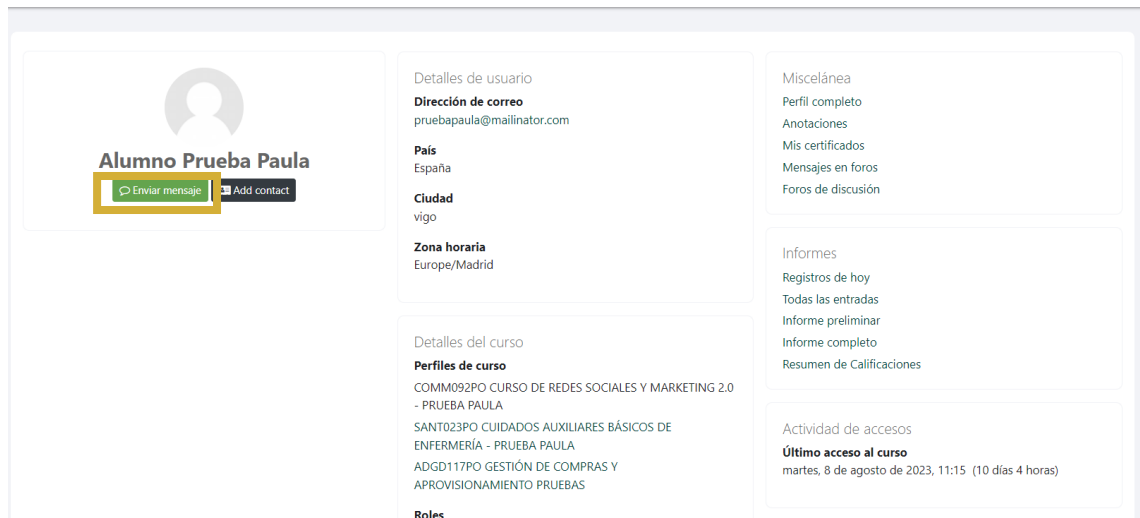 Alumno Prueba Paula
Enviar mensaje
Add contact
Detalles de usuario
Dirección de correo
pruebapaula@mailinator.com
País
España
Ciudad
vigo
Zona horaria
Europe/Madrid
Detalles del curso
Perfiles de curso
COMM092PO CURSO DE REDES SOCIALES Y MARKETING 2.0
- PRUEBA PAULA
SANT023PO CUIDADOS AUXILIARES BÁSICOS DE
ENFERMERÍA - PRUEBA PAULA
ADGD117PO GESTIÓN DE COMPRAS Y
APROVISIONAMIENTO PRUEBAS
Roles
Miscelánea
Perfil completo
Anotaciones
Mis certificados
Mensajes en foros
Foros de discusión
Informes
Registros de hoy
Todas las entradas
Informe preliminar
Informe completo
Resumen de Calificaciones
Actividad de accesos
Último acceso al curso
martes, 8 de agosto de 2023, 11:15 (10 días 4 horas)